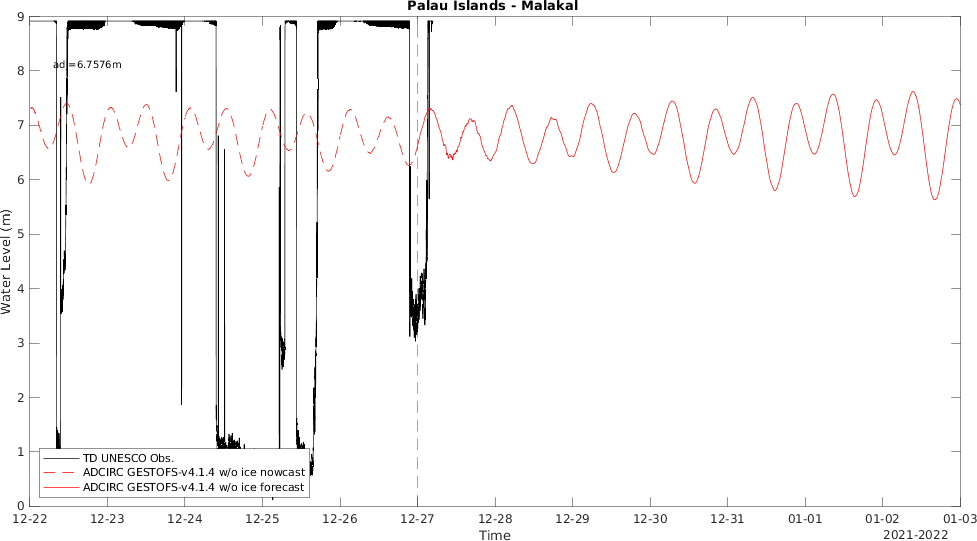 Palau Islands - Malakal
9
8
7
6
5
4
3
2
1
0
Water Level (m)
ad =6.7576m
TD UNESCO Obs.
ADCIRC GESTOFS-v4.1.4 w/o ice nowcast
ADCIRC GESTOFS-v4.1.4 w/o ice forecast
12-22 12-23 12-24 12-25 12-26 12-27 12-28 12-29 12-30 12-31 01-01 01-02 01-03
Time
2021-2022